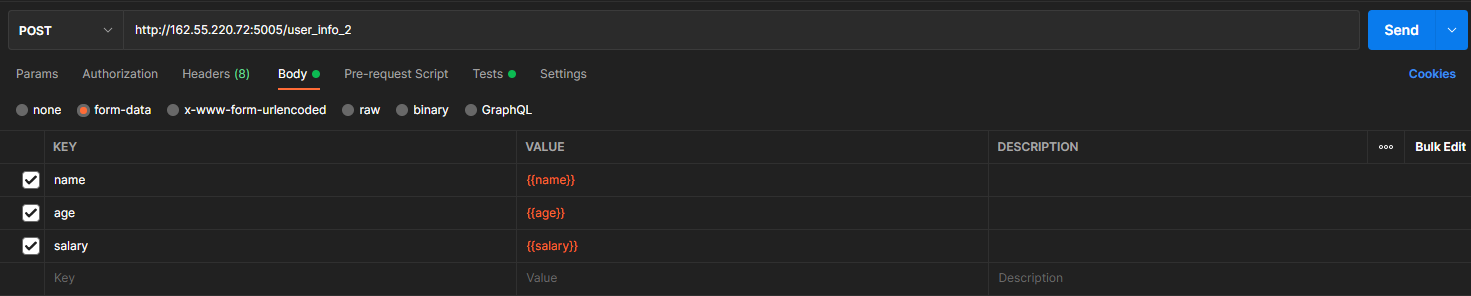 POST http://162.55.220.72:5005/user_info_2 Send
Params Authorization Headers (8) Body Pre-request Script Tests Settings Cookies
none form-data x-www-form-urlencoded raw binary GraphQL
KEY VALUE DESCRIPTION ooo Bulk Edit
name {{name}}
age {{age}}
salary {{salary}}
Key Value Description